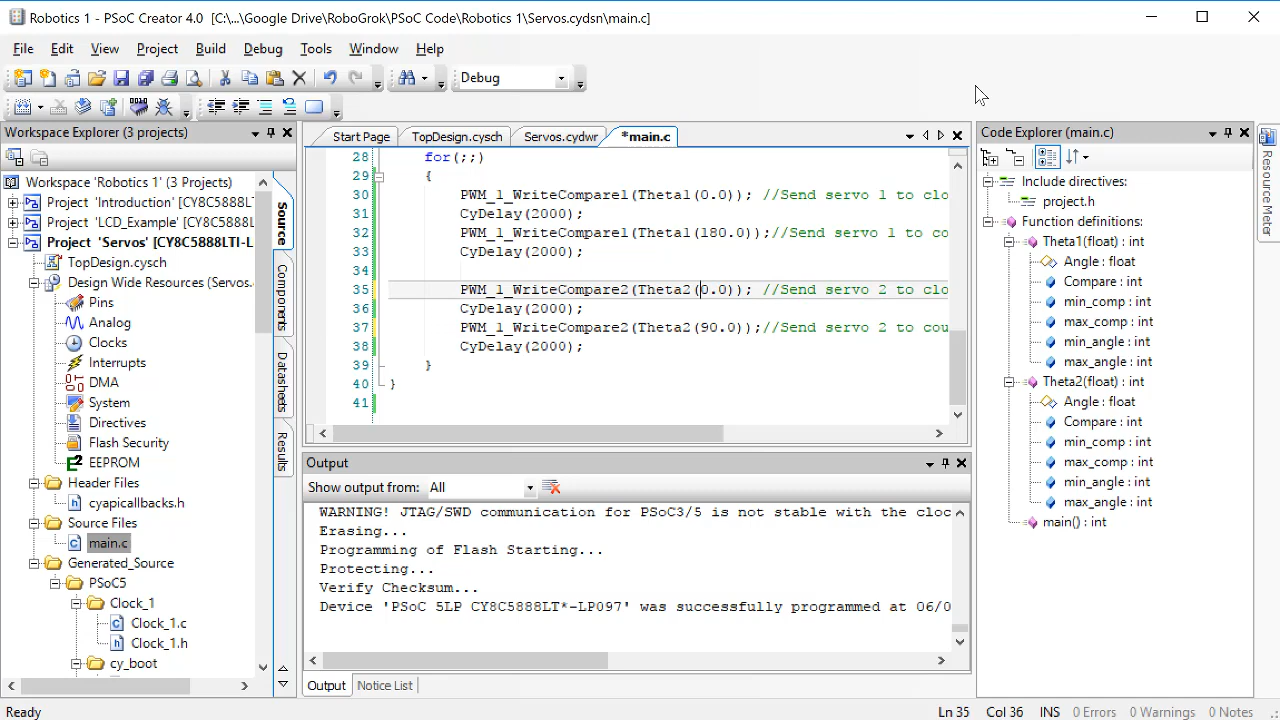 Robotics 1 - PSoC Creator 4.0 [C:\...\Google Drive\RoboGrok\PSoC Code\Robotics 1\Servos.cydsn\main.c]
File Edit View Project Build Debug Tools Window Help
Debug
Workspace Explorer (3 projects)
Workspace 'Robotics 1' (3 Projects)
Project 'Introduction' [CY8C5888LT
Project 'LCD_Example' [CY8C5888
Project 'Servos' [CY8C5888LTI-L
TopDesign.cysch
Design Wide Resources (Servos.
Pins
Analog
Clocks
Interrupts
DMA
System
Directives
Flash Security
EEPROM
Header Files
cyapicallbacks.h
Source Files
main.c
Generated_Source
PSoC5
Clock_1
Clock_1.c
Clock_1.h
cy_boot
Source
Components
Datasheets
Results
Start Page TopDesign.cysch Servos.cydwr *main.c
28 for(;;)
29 {
30 PWM_1_WriteCompare1(Theta1(0.0)); //Send servo 1 to clo
31 CyDelay(2000);
32 PWM_1_WriteCompare1(Theta1(180.0));//Send servo 1 to co
33 CyDelay(2000);
34
35 PWM_1_WriteCompare2(Theta2(0.0)); //Send servo 2 to clo
36 CyDelay(2000);
37 PWM_1_WriteCompare2(Theta2(90.0));//Send servo 2 to cou
38 CyDelay(2000);
39 }
40 }
41
Output
Show output from: All
WARNING! JTAG/SWD communication for PSoC3/5 is not stable with the cloc
Erasing...
Programming of Flash Starting...
Protecting...
Verify Checksum...
Device 'PSoC 5LP CY8C5888LT*-LP097' was successfully programmed at 06/0
Output Notice List
Code Explorer (main.c)
Include directives:
project.h
Function definitions:
Theta1(float) : int
Angle : float
Compare : int
min_comp : int
max_comp : int
min_angle : int
max_angle : int
Theta2(float) : int
Angle : float
Compare : int
min_comp : int
max_comp : int
min_angle : int
max_angle : int
main() : int
Resource Meter
Ready Ln 35 Col 36 INS 0 Errors 0 Warnings 0 Notes